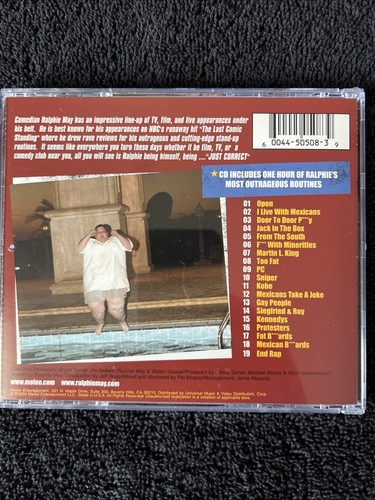 Comedian Ralphie May has an impressive line-up of TV, film, and live appearances under
his belt. He is best known for his appearances on NBC's runaway hit "The Last Comic
Standing" where he drew rave reviews for his outrageous and cutting-edge stand-up
routines. It seems like everywhere you turn these days whether it be film, TV, or a
comedy club near you, all you will see is Ralphie being himself, being ...."JUST CORRECT"
6 0044-50508-3 9
★CD INCLUDES ONE HOUR OF RALPHIE'S
MOST OUTRAGEOUS ROUTINES
01 Open
02 I Live With Mexicans
03 Door To Door P***y
04 Jack In The Box
05 From The South
06 F*** With Minorities
07 Martin L. King
08 Too Fat
09 PC
10 Sniper
11 Kobe
12 Mexicans Take A Joke
13 Gay People
14 Siegfried & Roy
15 Kennedys
16 Protesters
17 Fat B***ards
18 Mexican B***ards
19 End Rap
www.melee.com www.ralphiemay.com